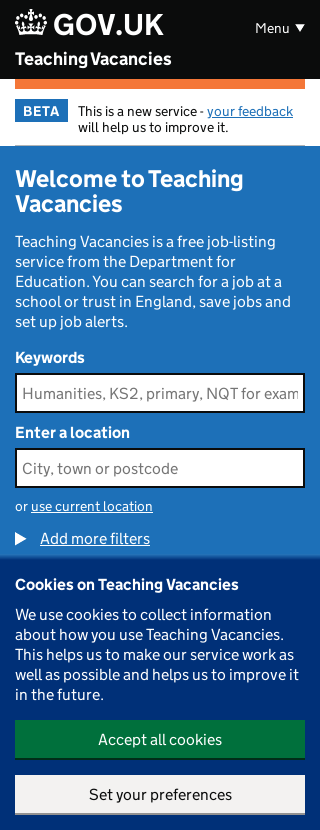 GOV.UK
Menu ▼
Teaching Vacancies
BETA
This is a new service - your feedback
will help us to improve it.
Welcome to Teaching
Vacancies
Teaching Vacancies is a free job-listing
service from the Department for
Education. You can search for a job at a
school or trust in England, save jobs and
set up job alerts.
Keywords
Humanities, KS2, primary, NQT for exam
Enter a location
City, town or postcode
or use current location
Add more filters
Cookies on Teaching Vacancies
We use cookies to collect information
about how you use Teaching Vacancies.
This helps us to make our service work as
well as possible and helps us to improve it
in the future.
Accept all cookies
Set your preferences